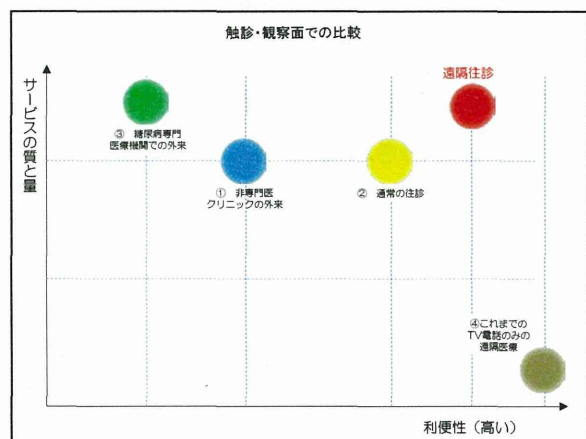 触診・観察面での比較
サービスの質と量
遠隔往診
③ 糖尿病専門
医療機関での外来
① 非専門医
クリニックの外来
② 通常の往診
④これまでの
TV電話のみの
遠隔医療
利便性（高い）